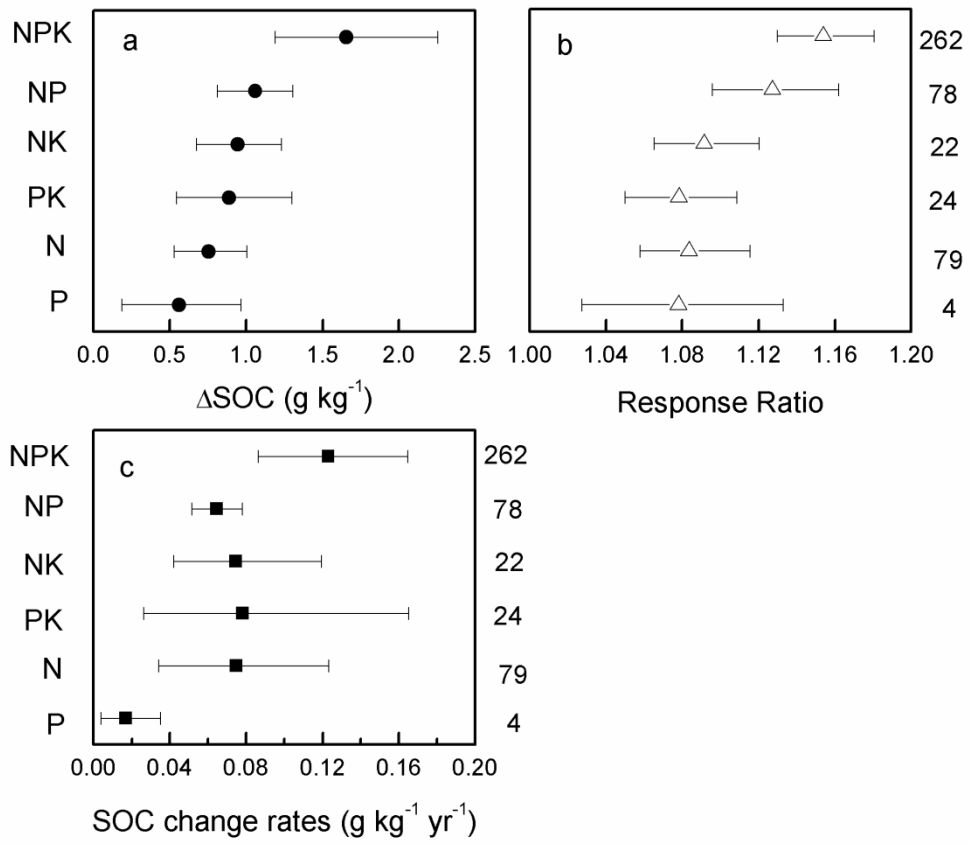 NPK
a
b
262
NP
78
NK
22
PK
24
N
79
P
4
0.0 0.5 1.0 1.5 2.0 2.5
1.00 1.04 1.08 1.12 1.16 1.20
ΔSOC (g kg⁻¹)
Response Ratio
NPK
c
262
NP
78
NK
22
PK
24
N
79
P
4
0.00 0.04 0.08 0.12 0.16 0.20
SOC change rates (g kg⁻¹ yr⁻¹)